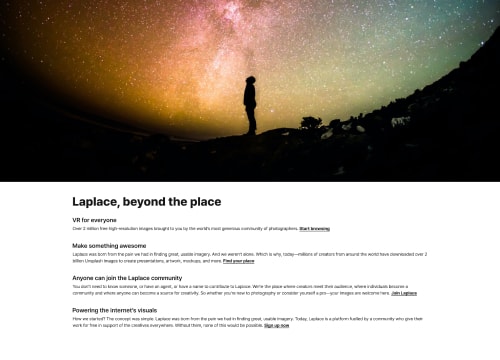 Laplace, beyond the place
VR for everyone
Over 2 million free high-resolution images brought to you by the world's most generous community of photographers. Start browsing
Make something awesome
Laplace was born from the pain we had in finding great, usable imagery. And we weren't alone. Which is why, today—millions of creators from around the world have downloaded over 2
billion Unsplash images to create presentations, artwork, mockups, and more. Find your place
Anyone can join the Laplace community
You don't need to know someone, or have an agent, or have a name to contribute to Laplace. We're the place where creators meet their audience, where individuals become a
community and where anyone can become a source for creativity. So whether you're new to photography or consider yourself a pro—your images are welcome here. Join Laplace
Powering the internet's visuals
How we started? The concept was simple. Laplace was born from the pain we had in finding great, usable imagery. Today, Laplace is a platform fuelled by a community who give their
work for free in support of the creatives everywhere. Without them, none of this would be possible. Sign up now